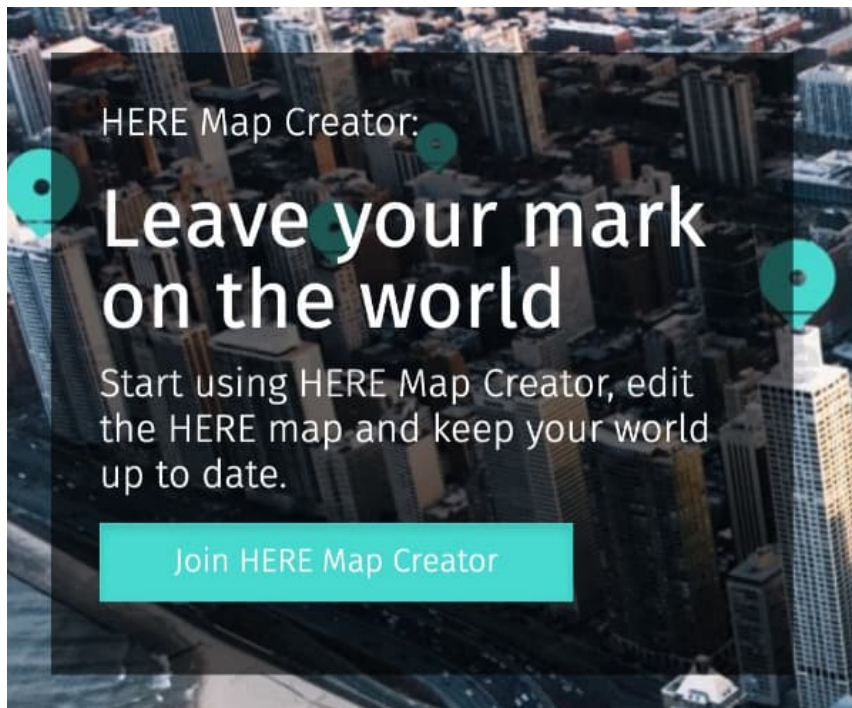 HERE Map Creator:
Leave your mark
on the world
Start using HERE Map Creator, edit
the HERE map and keep your world
up to date.
Join HERE Map Creator